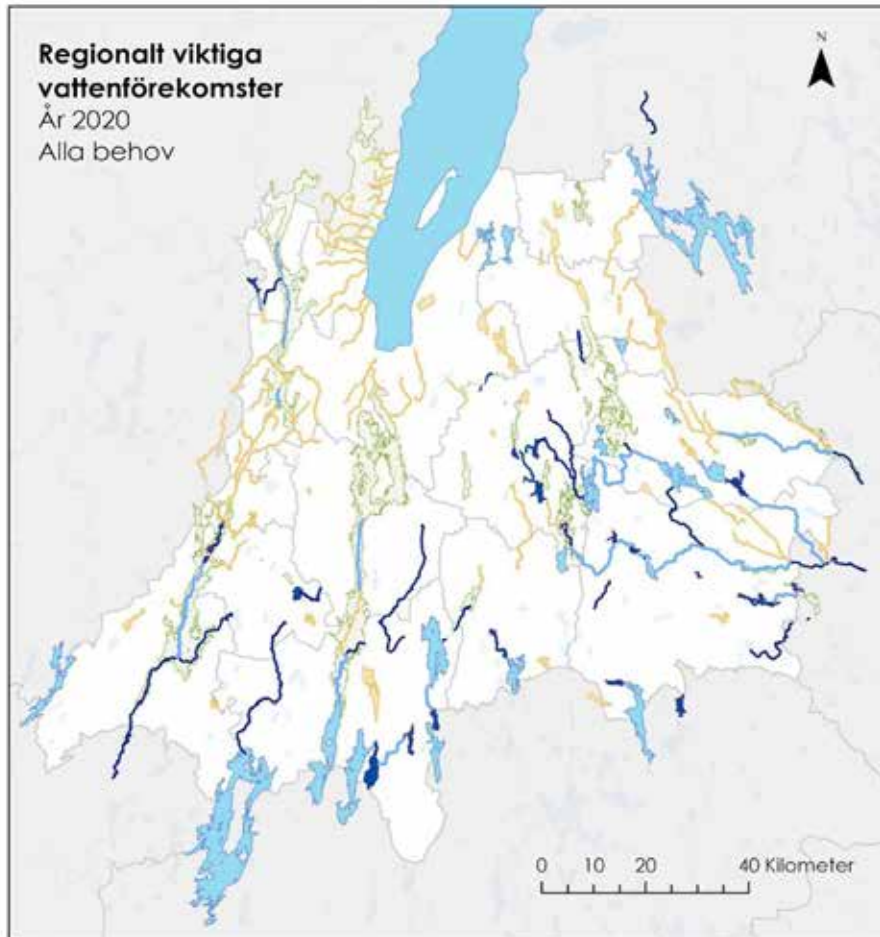 Regionalt viktiga
vattenförekomster
År 2020
Alla behov
N
0 10 20 40 Kilometer